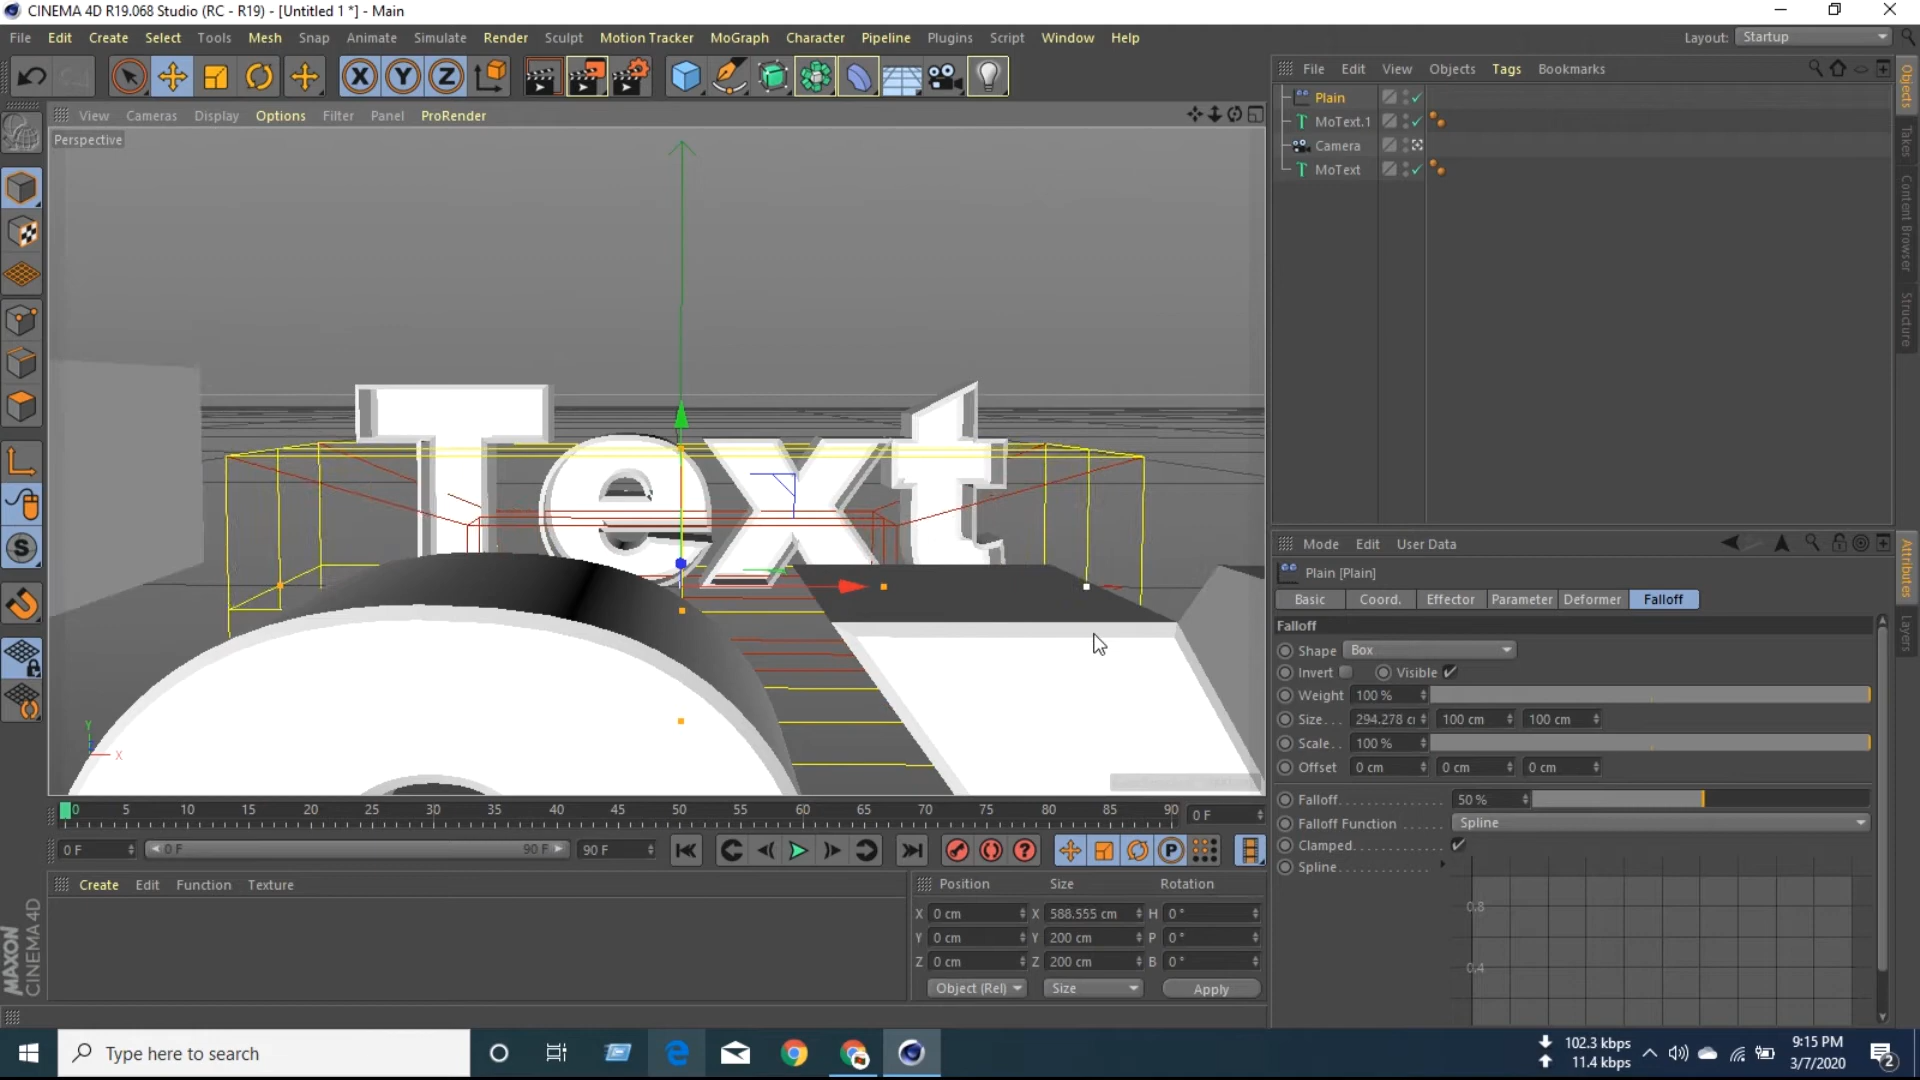 CINEMA 4D R19.068 Studio (RC - R19) - [Untitled 1 *] - Main
File Edit Create Select Tools Mesh Snap Animate Simulate Render Sculpt Motion Tracker MoGraph Character Pipeline Plugins Script Window Help Layout: Startup
X Y Z
File Edit View Objects Tags Bookmarks
View Cameras Display Options Filter Panel ProRender
Perspective
Plain
MoText.1
Camera
MoText
Objects
Takes
Content Browser
Structure
Text
Y
X
Mode Edit User Data
Plain [Plain]
Basic Coord. Effector Parameter Deformer Falloff
Falloff
Shape Box
Invert Visible
Weight 100 %
Size . . . 294.278 c 100 cm 100 cm
Scale . . 100 %
Offset 0 cm 0 cm 0 cm
Falloff 50 %
Falloff Function Spline
Clamped
Spline
0.8
0.4
Attributes
Layers
0 5 10 15 20 25 30 35 40 45 50 55 60 65 70 75 80 85 90 0 F
0 F 0 F 90 F 90 F
Create Edit Function Texture
Position Size Rotation
X 0 cm X 588.555 cm H 0 °
Y 0 cm Y 200 cm P 0 °
Z 0 cm Z 200 cm B 0 °
Object (Rel) Size Apply
MAXON
CINEMA 4D
Type here to search
102.3 kbps
11.4 kbps
9:15 PM
3/7/2020
2